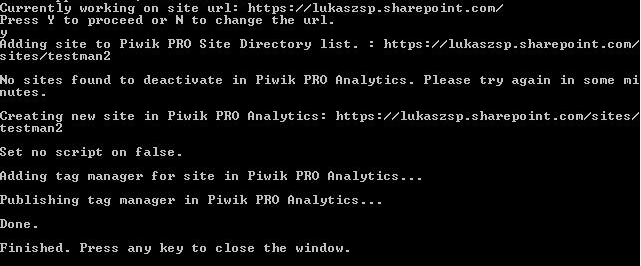 Currently working on site url: https://lukaszsp.sharepoint.com/
Press Y to proceed or N to change the url.
y
Adding site to Piwik PRO Site Directory list. : https://lukaszsp.sharepoint.com/
sites/testman2
No sites found to deactivate in Piwik PRO Analytics. Please try again in some mi
nutes.
Creating new site in Piwik PRO Analytics: https://lukaszsp.sharepoint.com/sites/
testman2
Set no script on false.
Adding tag manager for site in Piwik PRO Analytics...
Publishing tag manager in Piwik PRO Analytics...
Done.
Finished. Press any key to close the window.